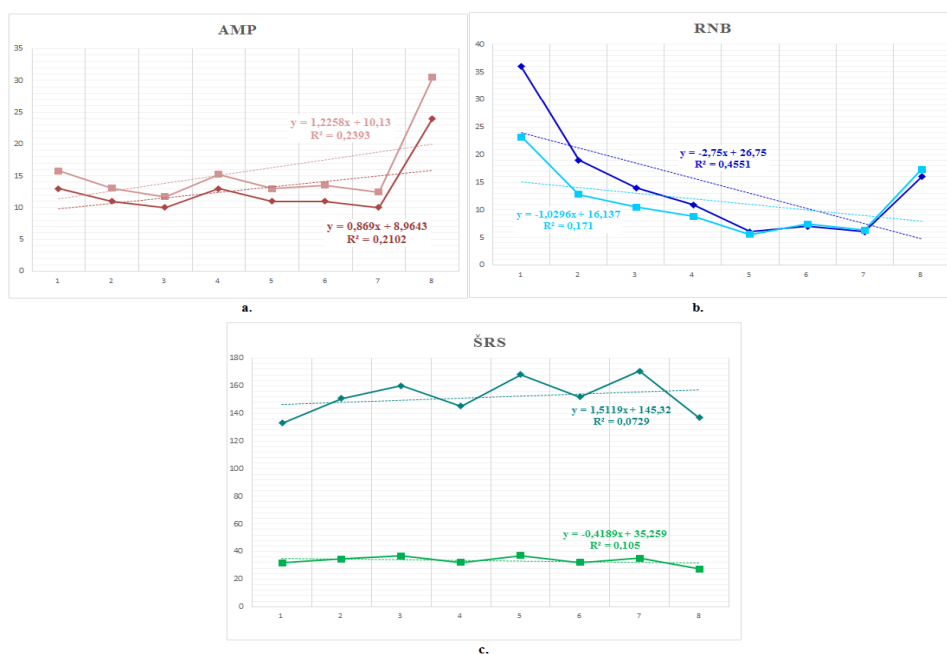 AMP
35
30
25
20
15
10
5
0
y = 1,2258x + 10,13
R² = 0,2393
y = 0,869x + 8,9643
R² = 0,2102
1 2 3 4 5 6 7 8
a.
RNB
40
35
30
25
20
15
10
5
0
y = -2,75x + 26,75
R² = 0,4551
y = -1,0296x + 16,137
R² = 0,171
1 2 3 4 5 6 7 8
b.
ŠRS
180
160
140
120
100
80
60
40
20
0
y = 1,5119x + 145,32
R² = 0,0729
y = -0,4189x + 35,259
R² = 0,105
1 2 3 4 5 6 7 8
c.